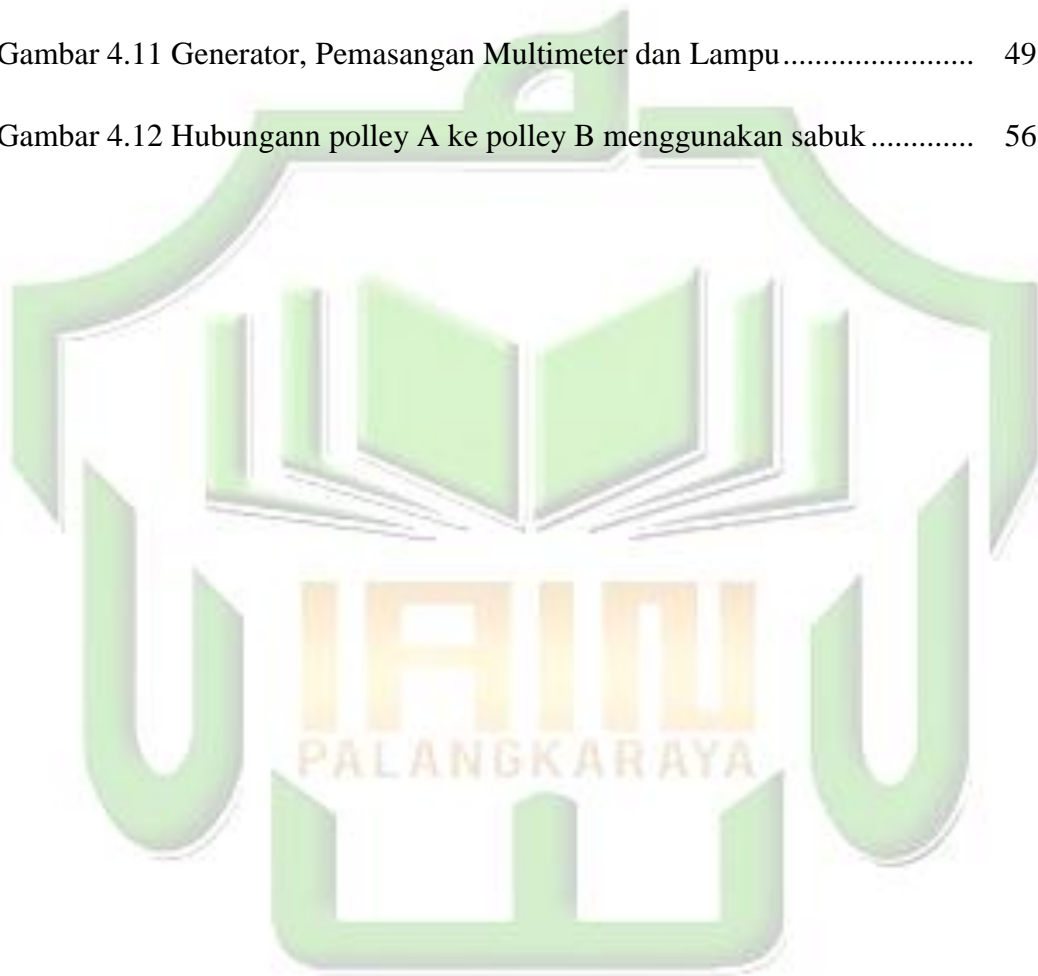 Gambar 4.11 Generator, Pemasangan Multimeter dan Lampu....................... 49
Gambar 4.12 Hubungann polley A ke polley B menggunakan sabuk ............. 56
IAIN
PALANGKARAYA